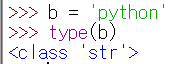 >>> b = 'python'
>>> type(b)
<class 'str'>